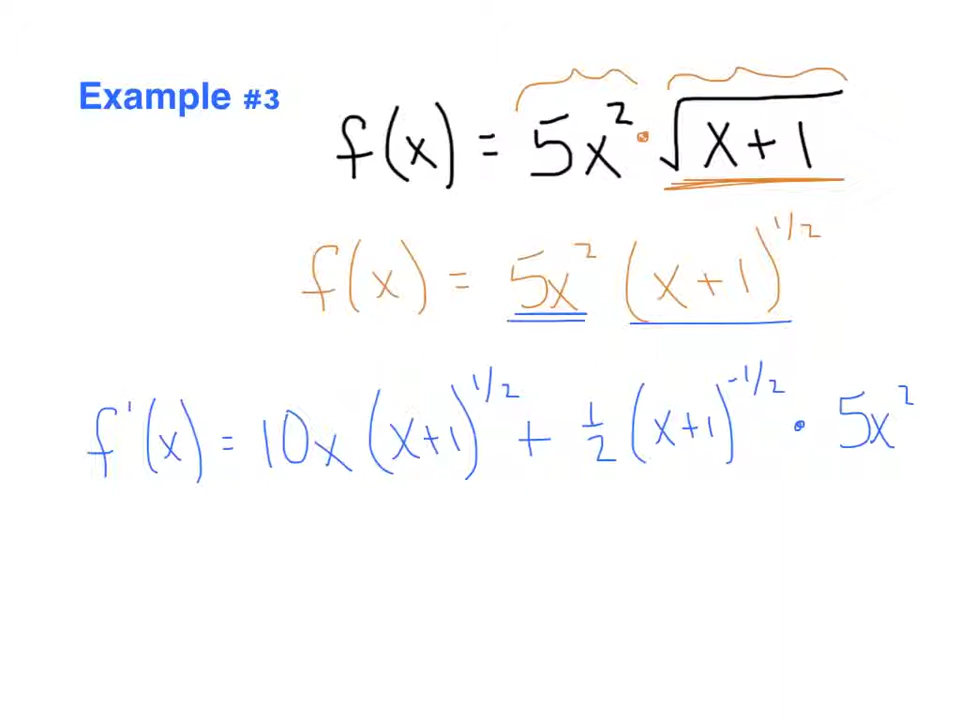 Example #3
f(x) = 5x² · √(x+1)
f(x) = 5x² (x+1)^1/2
f'(x) = 10x (x+1)^1/2 + 1/2 (x+1)^-1/2 · 5x²